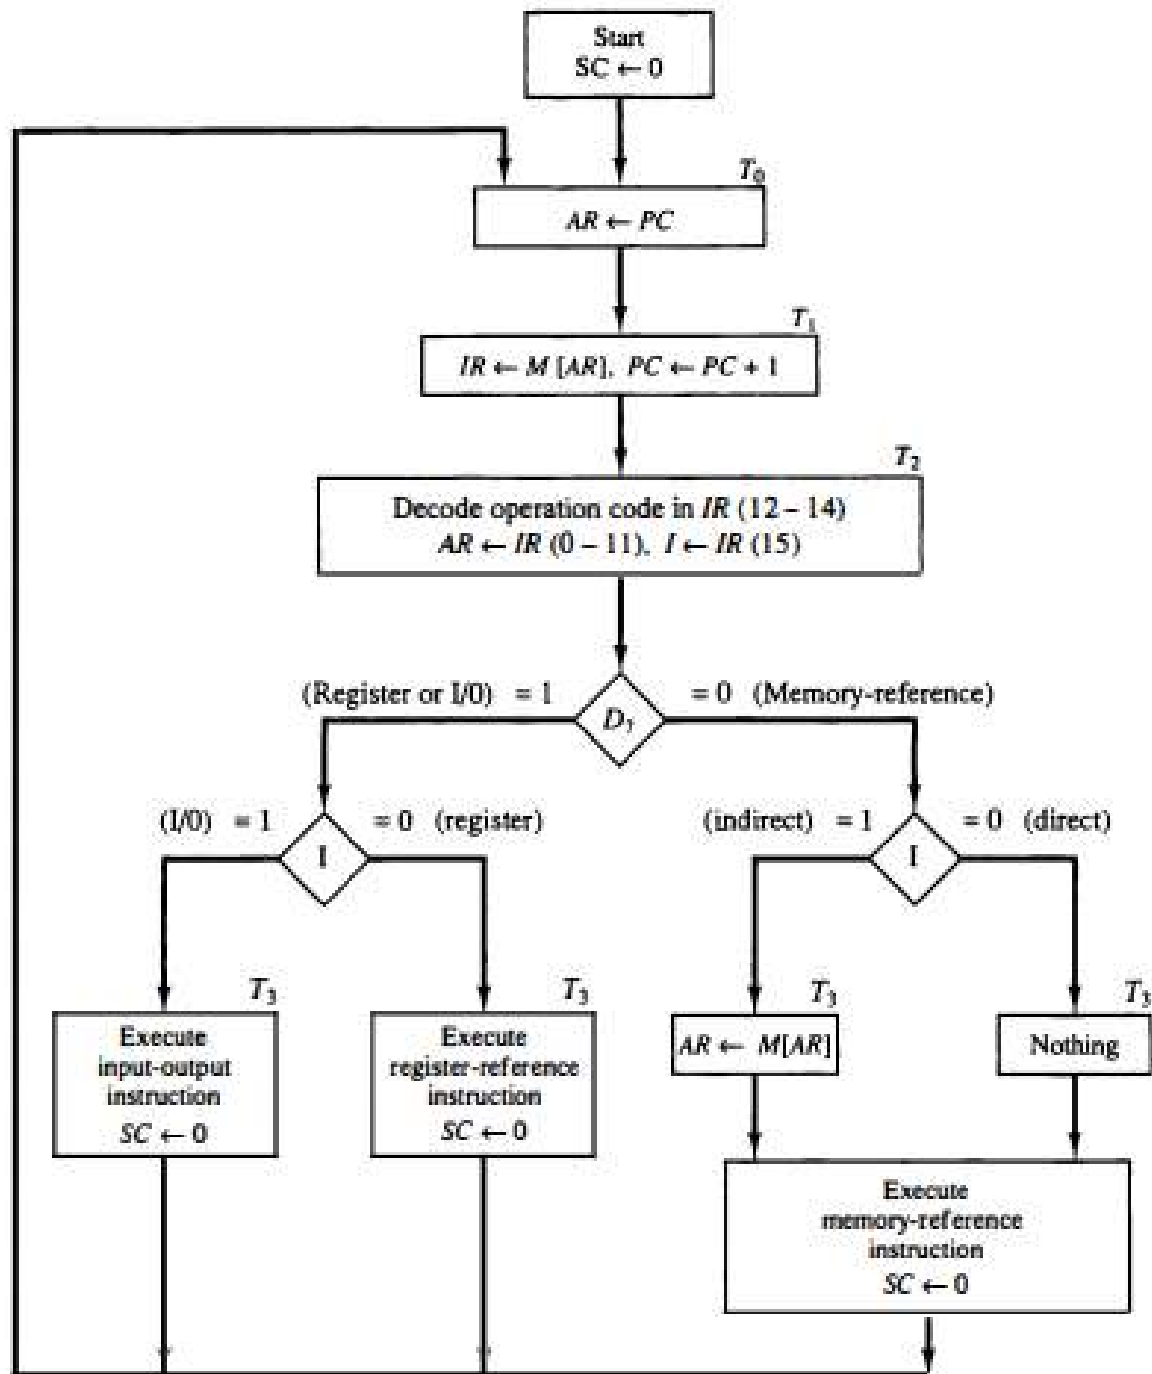 Start
SC ← 0
T₀
AR ← PC
T₁
IR ← M [AR], PC ← PC + 1
T₂
Decode operation code in IR (12 – 14)
AR ← IR (0 – 11), I ← IR (15)
(Register or I/0) = 1
D₇
= 0 (Memory-reference)
(I/0) = 1
I
= 0 (register)
(indirect) = 1
I
= 0 (direct)
T₃
Execute
input-output
instruction
SC ← 0
T₃
Execute
register-reference
instruction
SC ← 0
T₃
AR ← M[AR]
T₃
Nothing
Execute
memory-reference
instruction
SC ← 0